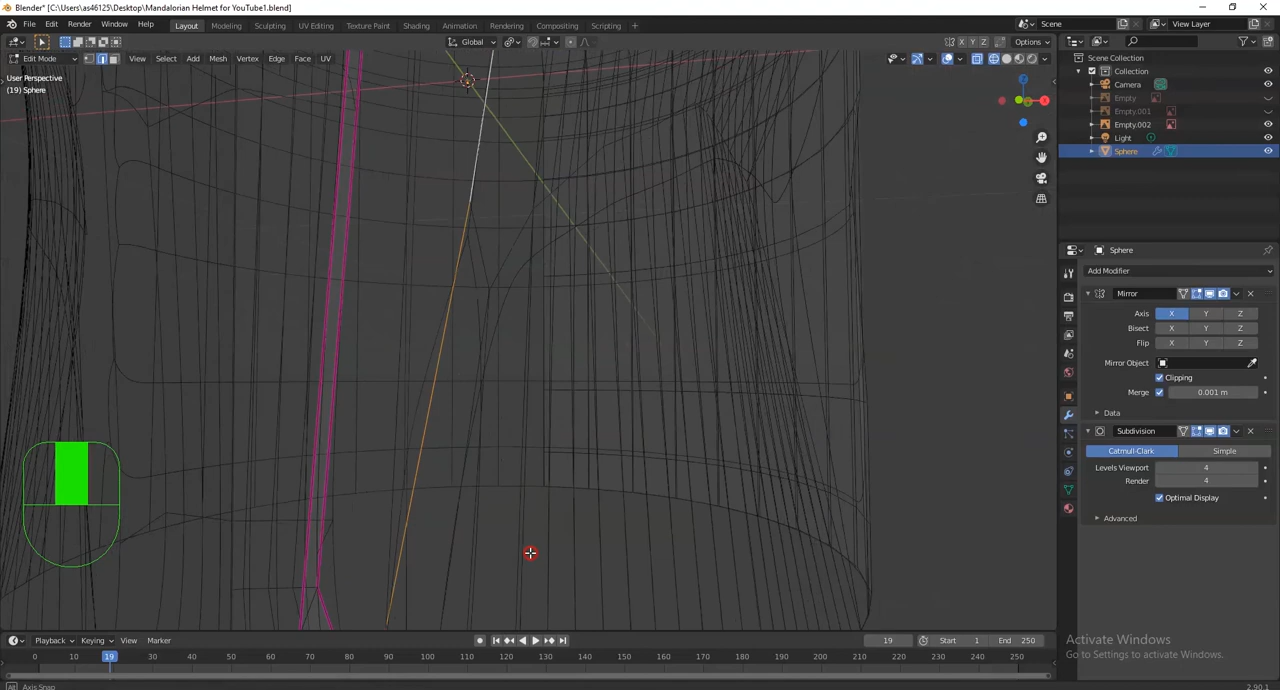 Blender* [C:\Users\as46125\Desktop\Mandalorian Helmet for YouTube1.blend]
File Edit Render Window Help Layout Modeling Sculpting UV Editing Texture Paint Shading Animation Rendering Compositing Scripting Scene View Layer
Global X Y Z Options
Edit Mode View Select Add Mesh Vertex Edge Face UV
User Perspective
(19) Sphere
Z
X
Scene Collection
Collection
Camera
Empty
Empty.001
Empty.002
Light
Sphere
Sphere
Add Modifier
Mirror
Axis X Y Z
Bisect X Y Z
Flip X Y Z
Mirror Object
Clipping
Merge 0.001 m
Data
Subdivision
Catmull-Clark Simple
Levels Viewport 4
Render 4
Optimal Display
Advanced
Playback Keying View Marker 19 Start 1 End 250
0 10 19 30 40 50 60 70 80 90 100 110 120 130 140 150 160 170 180 190 200 210 220 230 240 250
Activate Windows
Go to Settings to activate Windows.
Alt Axis Snap 2.90.1